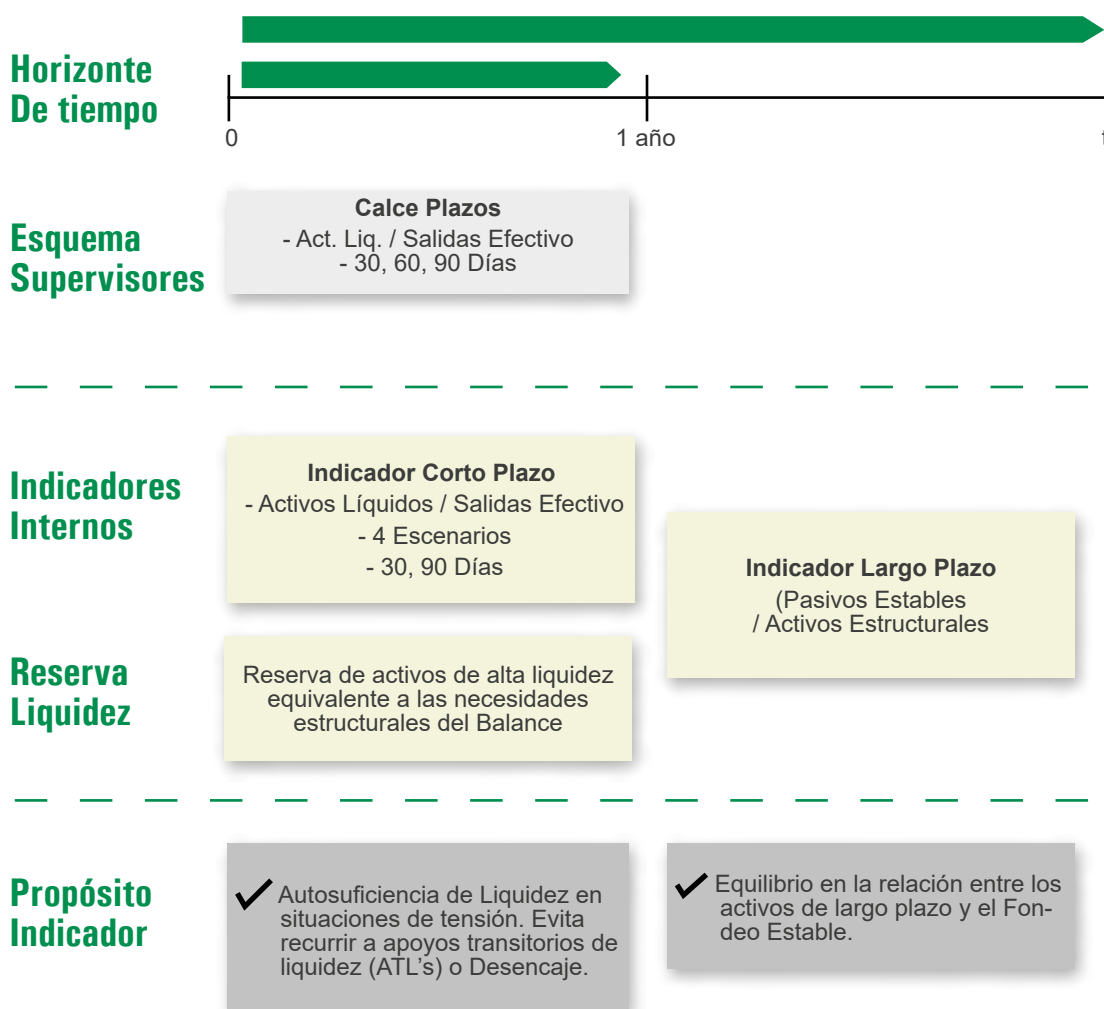 Horizonte
De tiempo
0
1 año
t
Esquema
Supervisores
Calce Plazos
- Act. Liq. / Salidas Efectivo
- 30, 60, 90 Días
Indicadores
Internos
Indicador Corto Plazo
- Activos Líquidos / Salidas Efectivo
- 4 Escenarios
- 30, 90 Días
Indicador Largo Plazo
(Pasivos Estables
/ Activos Estructurales
Reserva
Liquidez
Reserva de activos de alta liquidez
equivalente a las necesidades
estructurales del Balance
Propósito
Indicador
Autosuficiencia de Liquidez en
situaciones de tensión. Evita
recurrir a apoyos transitorios de
liquidez (ATL's) o Desencaje.
Equilibrio en la relación entre los
activos de largo plazo y el Fon-
deo Estable.